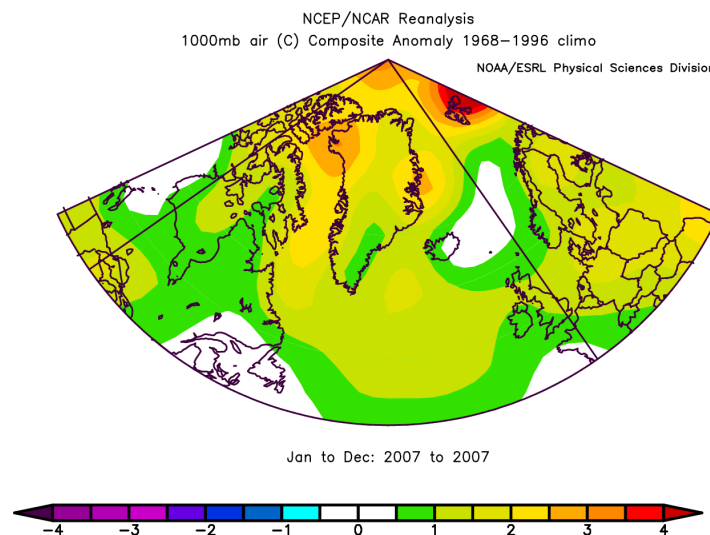 NCEP/NCAR Reanalysis
1000mb air (C) Composite Anomaly 1968-1996 climo
NOAA/ESRL Physical Sciences Division
Jan to Dec: 2007 to 2007
-4 -3 -2 -1 0 1 2 3 4